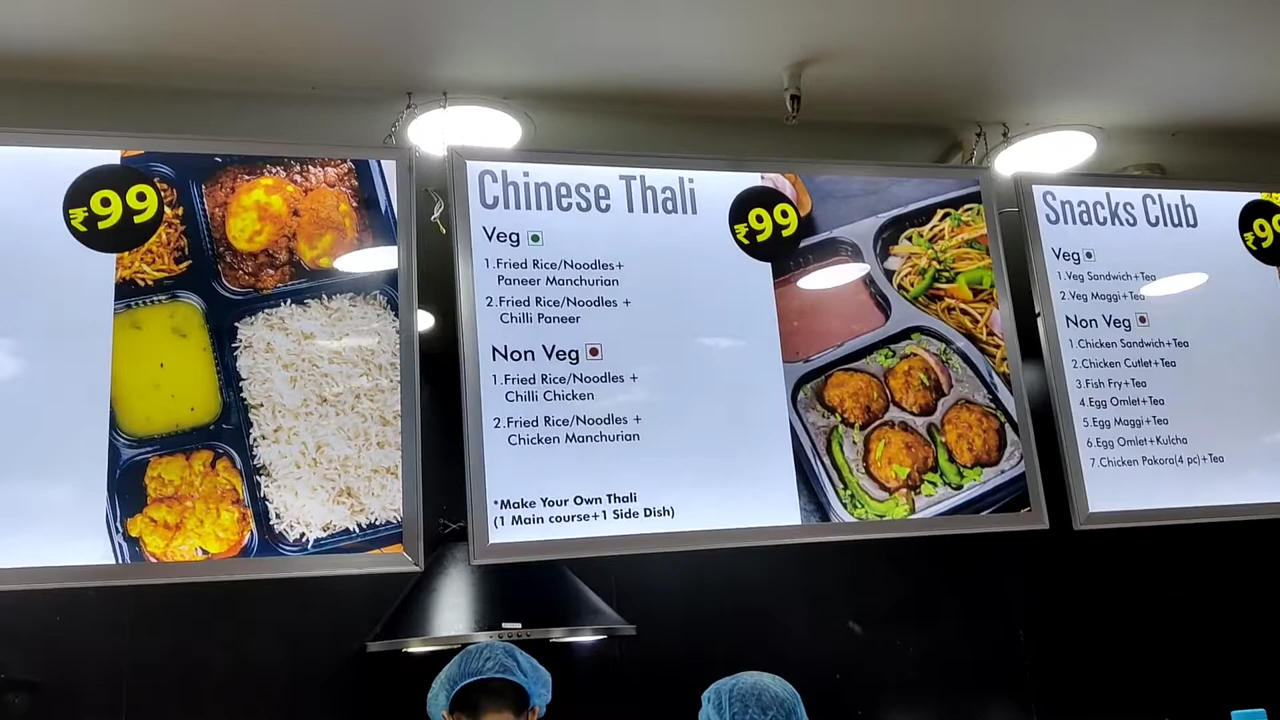 ₹99
Chinese Thali
₹99
Veg
1.Fried Rice/Noodles+
Paneer Manchurian
2.Fried Rice/Noodles +
Chilli Paneer
Non Veg
1.Fried Rice/Noodles +
Chilli Chicken
2.Fried Rice/Noodles +
Chicken Manchurian
*Make Your Own Thali
(1 Main course+1 Side Dish)
Snacks Club
Veg
1.Veg Sandwich+Tea
2.Veg Maggi+Tea
Non Veg
1.Chicken Sandwich+Tea
2.Chicken Cutlet+Tea
3.Fish Fry+Tea
4.Egg Omlet+Tea
5.Egg Maggi+Tea
6.Egg Omlet+Kulcha
7.Chicken Pakora(4 pc)+Tea